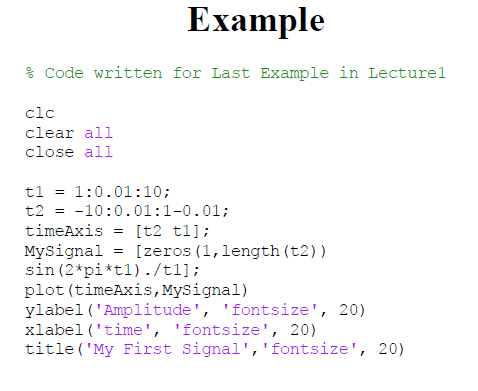 Example
% Code written for Last Example in Lecture1
clc
clear all
close all
t1 = 1:0.01:10;
t2 = -10:0.01:1-0.01;
timeAxis = [t2 t1];
MySignal = [zeros(1,length(t2))
sin(2*pi*t1)./t1];
plot(timeAxis,MySignal)
ylabel('Amplitude', 'fontsize', 20)
xlabel('time', 'fontsize', 20)
title('My First Signal','fontsize', 20)